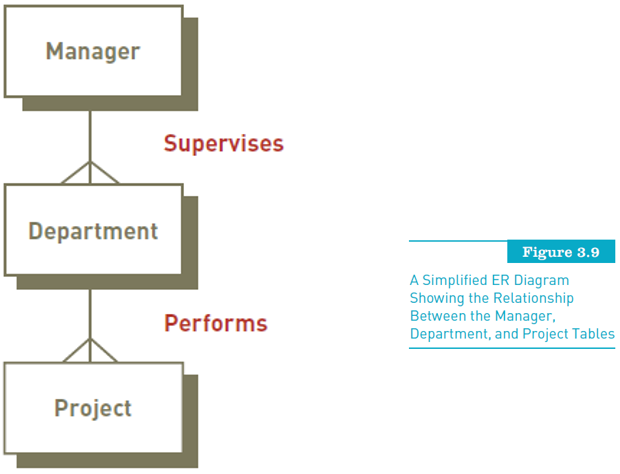 Manager
Supervises
Department
Performs
Project
Figure 3.9
A Simplified ER Diagram
Showing the Relationship
Between the Manager,
Department, and Project Tables